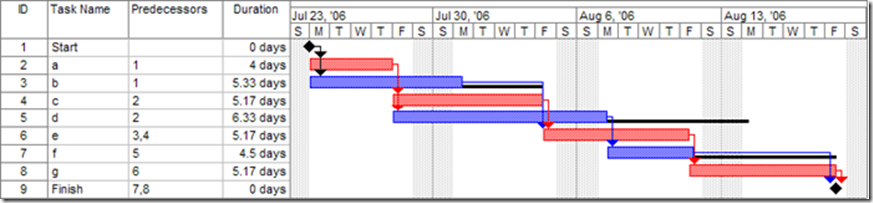 ID Task Name Predecessors Duration Jul 23, '06 Jul 30, '06 Aug 6, '06 Aug 13, '06
S M T W T F S S M T W T F S S M T W T F S S M T W T F S
1 Start 0 days
2 a 1 4 days
3 b 1 5.33 days
4 c 2 5.17 days
5 d 2 6.33 days
6 e 3,4 5.17 days
7 f 5 4.5 days
8 g 6 5.17 days
9 Finish 7,8 0 days